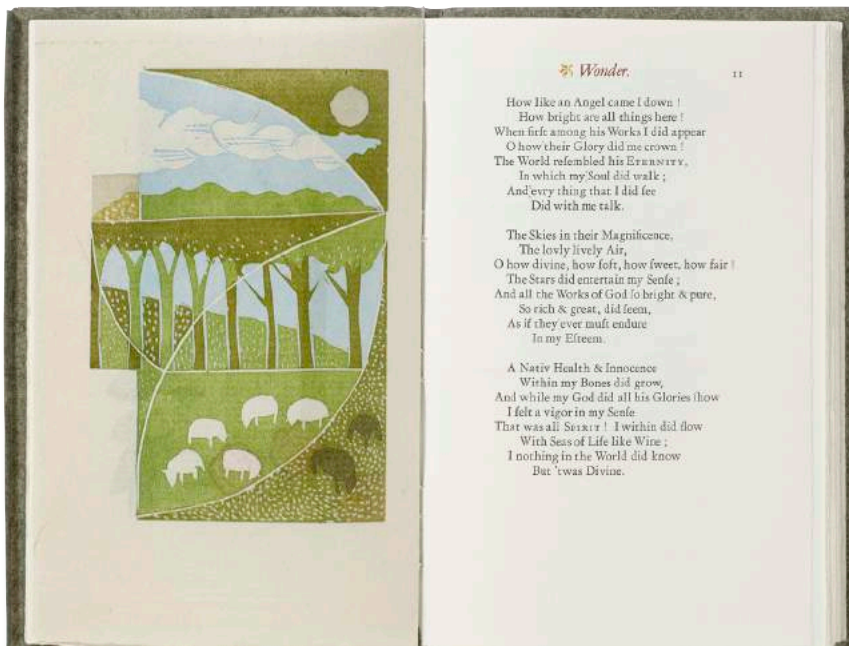 Wonder.
11
How like an Angel came I down !
How bright are all things here !
When firſt among his Works I did appear
O how their Glory did me crown !
The World reſembled his ETERNITY,
In which my Soul did walk ;
And evry thing that I did ſee
Did with me talk.
The Skies in their Magnificence,
The lovly lively Air,
O how divine, how ſoft, how ſweet, how fair !
The Stars did entertain my Senſe ;
And all the Works of God ſo bright & pure,
So rich & great, did ſeem,
As if they ever muſt endure
In my Eſteem.
A Nativ Health & Innocence
Within my Bones did grow,
And while my God did all his Glories ſhow
I felt a vigor in my Senſe
That was all SPIRIT ! I within did flow
With Seas of Life like Wine ;
I nothing in the World did know
But 'twas Divine.